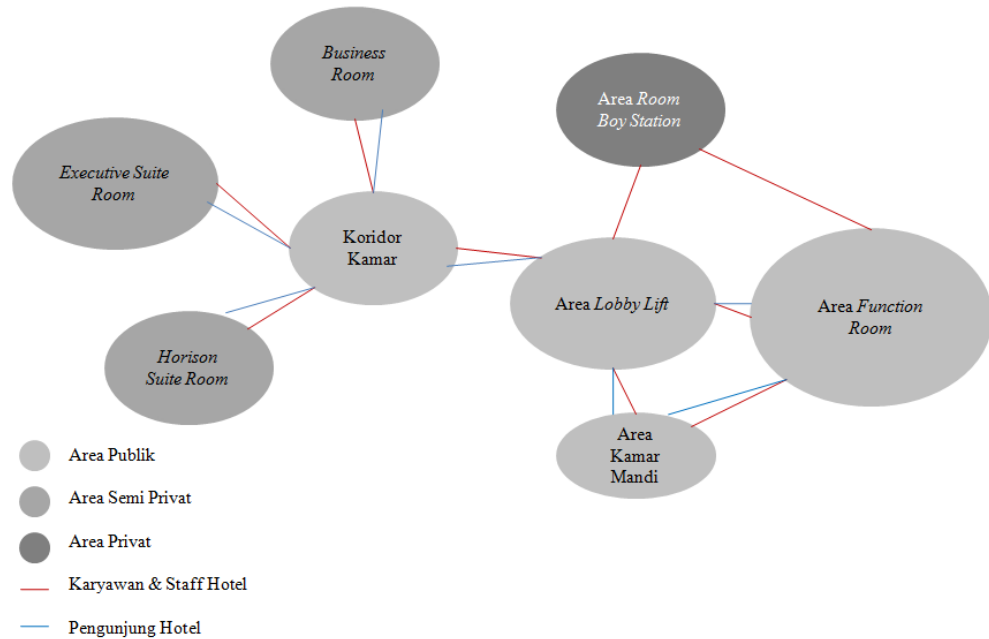 Business
Room
Area Room
Boy Station
Executive Suite
Room
Koridor
Kamar
Area Lobby Lift
Area Function
Room
Horison
Suite Room
Area
Kamar
Mandi
Area Publik
Area Semi Privat
Area Privat
Karyawan & Staff Hotel
Pengunjung Hotel